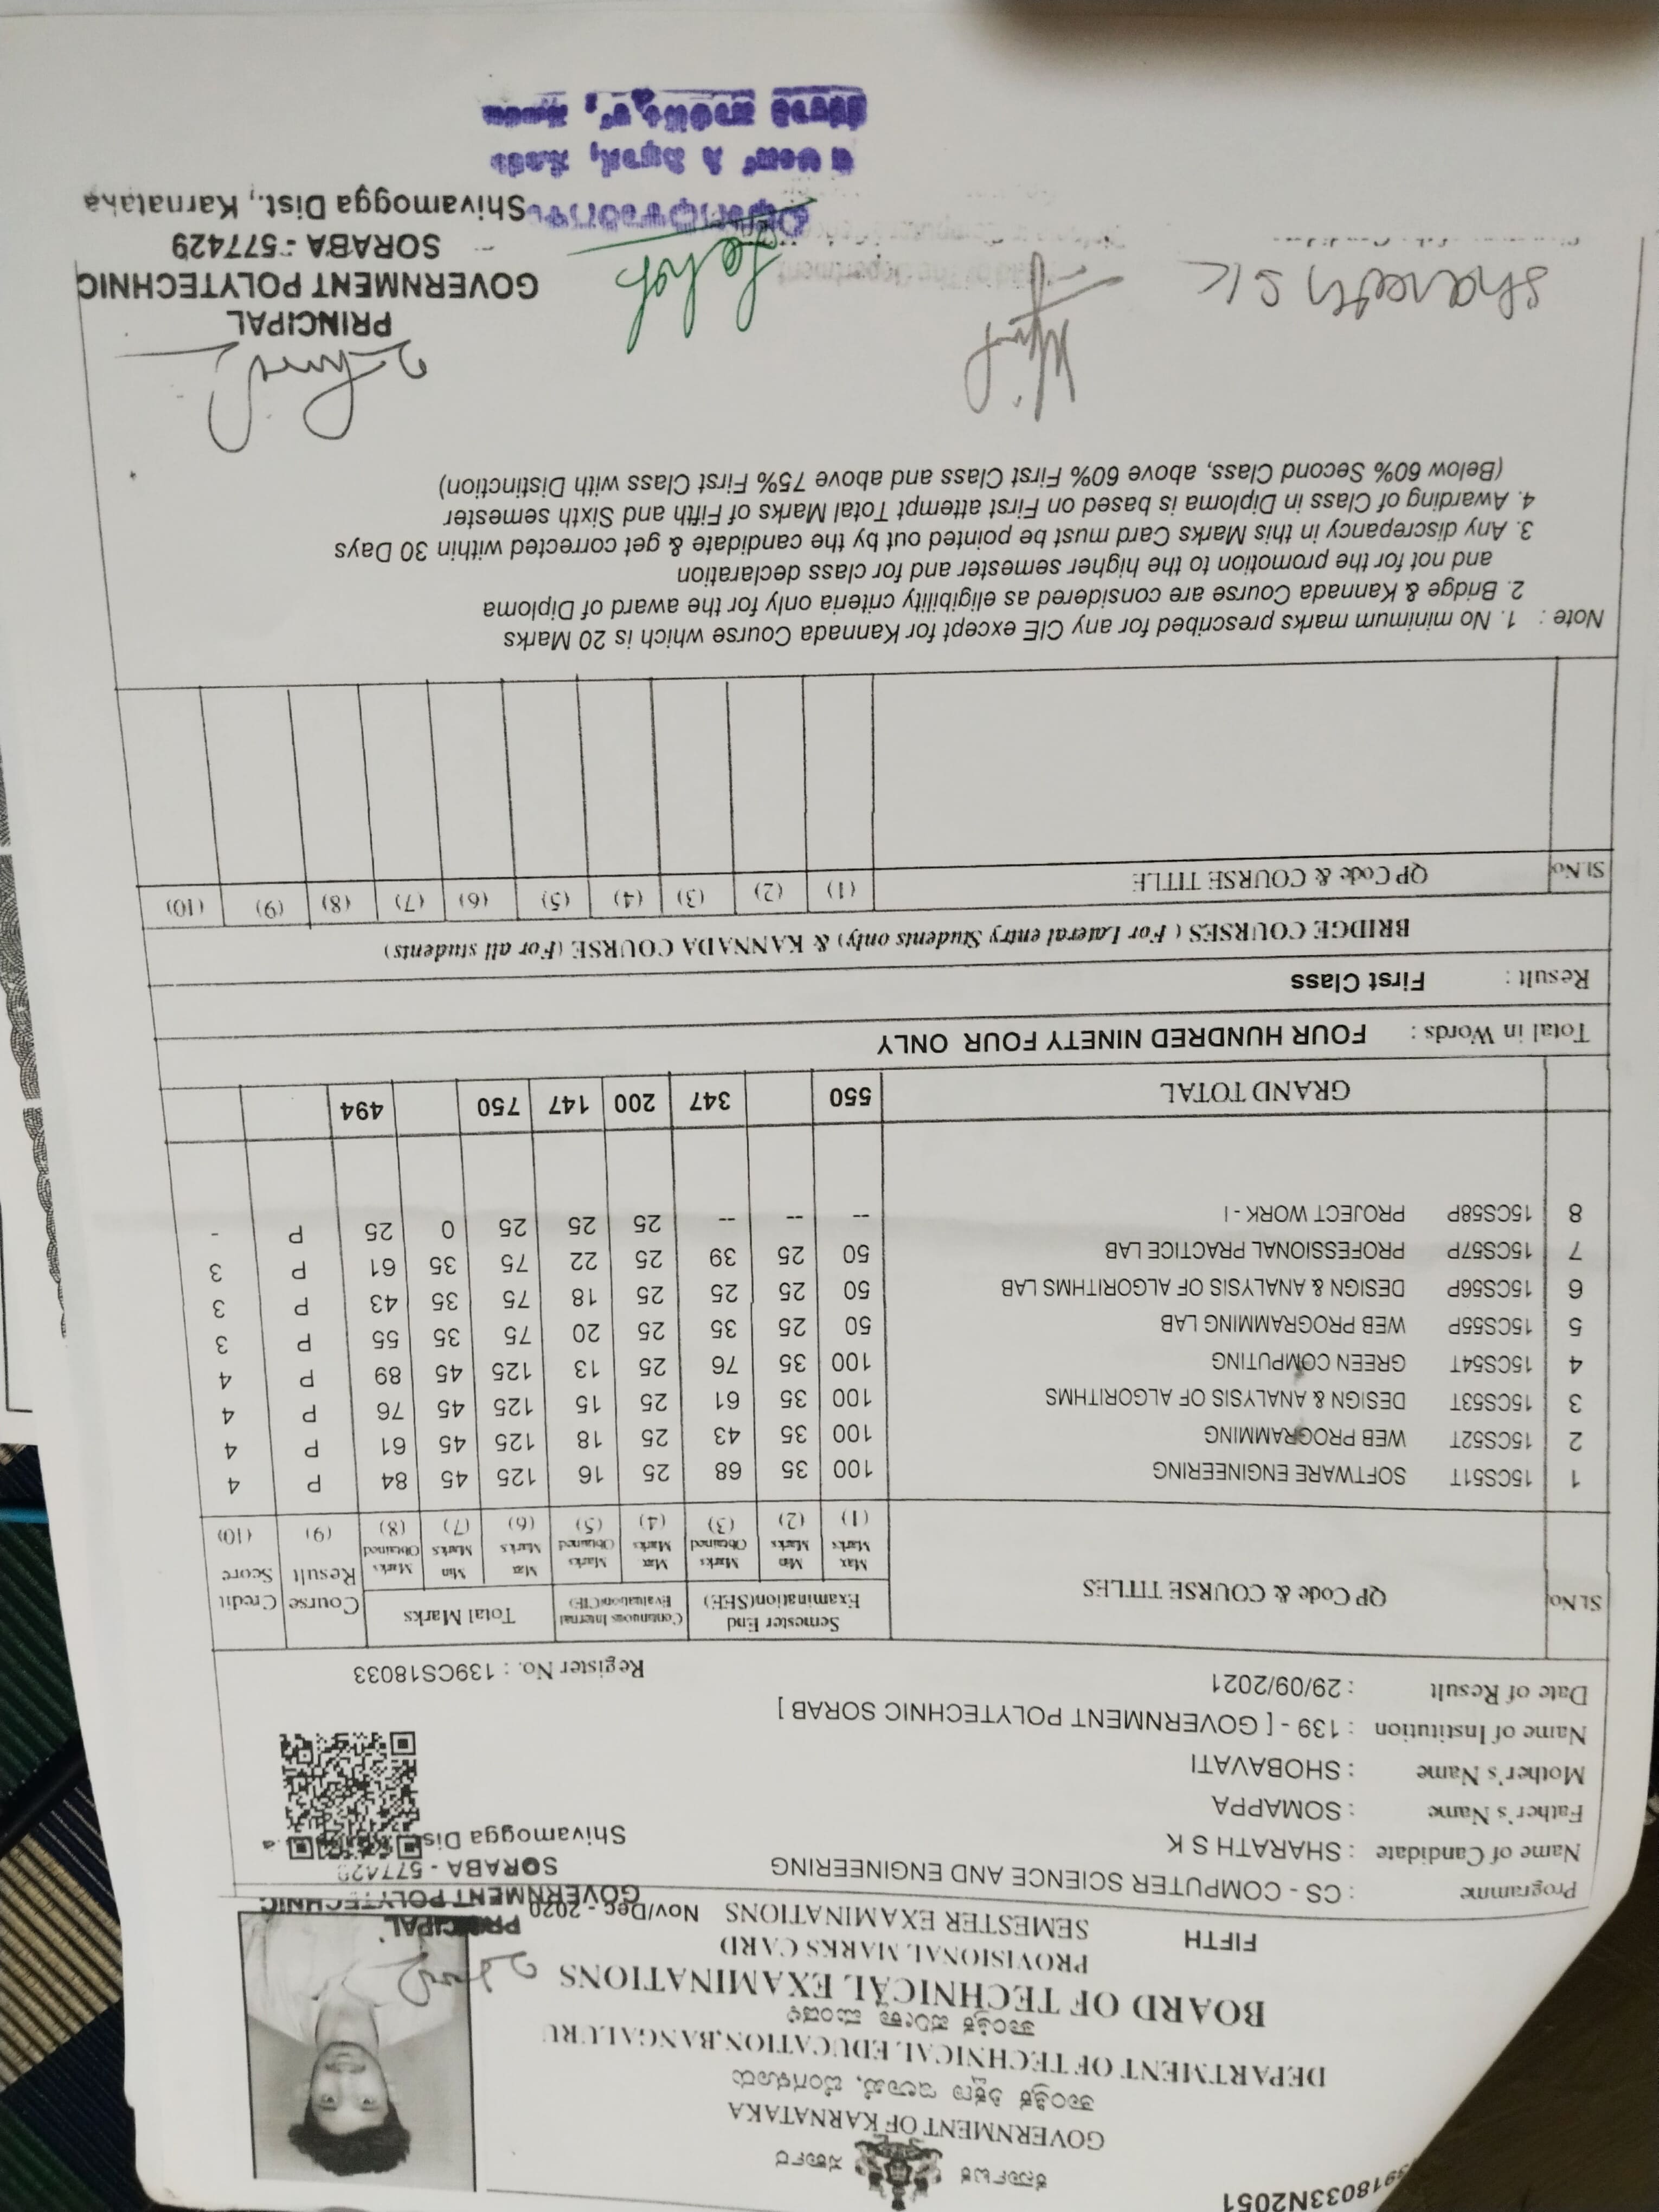 918033N2051
ಕರ್ನಾಟಕ ಸರ್ಕಾರ
GOVERNMENT OF KARNATAKA
ತಾಂತ್ರಿಕ ಶಿಕ್ಷಣ ಇಲಾಖೆ, ಬೆಂಗಳೂರು
DEPARTMENT OF TECHNICAL EDUCATION,BANGALURU
ತಾಂತ್ರಿಕ ಪರೀಕ್ಷಾ ಮಂಡಳಿ
BOARD OF TECHNICAL EXAMINATIONS
PROVISIONAL MARKS CARD
FIFTH SEMESTER EXAMINATIONS Nov/Dec - 2020
PRINCIPAL
GOVERNMENT POLYTECHNIC
SORABA - 577429
Shivamogga Dis
Programme : CS - COMPUTER SCIENCE AND ENGINEERING
Name of Candidate : SHARATH S K
Father's Name : SOMAPPA
Mother's Name : SHOBAVATI
Name of Institution : 139 - [ GOVERNMENT POLYTECHNIC SORAB ]
Date of Result : 29/09/2021
Register No. : 139CS18033
Sl.No QP Code & COURSE TITLES Semester End Examination(SEE) Continuous Internal Evaluation(CIE) Total Marks Course Result Credit Score
Max Marks Min Marks Marks Obtained Max Marks Marks Obtained Max Marks Min Marks Marks Obtained
(1) (2) (3) (4) (5) (6) (7) (8) (9) (10)
1 15CS51T SOFTWARE ENGINEERING 100 35 68 25 16 125 45 84 P 4
2 15CS52T WEB PROGRAMMING 100 35 43 25 18 125 45 61 P 4
3 15CS53T DESIGN & ANALYSIS OF ALGORITHMS 100 35 61 25 15 125 45 76 P 4
4 15CS54T GREEN COMPUTING 100 35 76 25 13 125 45 89 P 4
5 15CS55P WEB PROGRAMMING LAB 50 25 35 25 20 75 35 55 P 3
6 15CS56P DESIGN & ANALYSIS OF ALGORITHMS LAB 50 25 25 25 18 75 35 43 P 3
7 15CS57P PROFESSIONAL PRACTICE LAB 50 25 39 25 22 75 35 61 P 3
8 15CS58P PROJECT WORK - I -- -- -- 25 25 25 0 25 P -
GRAND TOTAL 550 347 200 147 750 494
Total in Words : FOUR HUNDRED NINETY FOUR ONLY
Result : First Class
BRIDGE COURSES ( For Lateral entry Students only) & KANNADA COURSE (For all students)
Sl.No QP Code & COURSE TITLE (1) (2) (3) (4) (5) (6) (7) (8) (9) (10)
Note : 1. No minimum marks prescribed for any CIE except for Kannada Course which is 20 Marks
2. Bridge & Kannada Course are considered as eligibility criteria only for the award of Diploma
and not for the promotion to the higher semester and for class declaration
3. Any discrepancy in this Marks Card must be pointed out by the candidate & get corrected within 30 Days
4. Awarding of Class in Diploma is based on First attempt Total Marks of Fifth and Sixth semester
(Below 60% Second Class, above 60% First Class and above 75% First Class with Distinction)
Sharath S K
Head of The Department
PRINCIPAL
GOVERNMENT POLYTECHNIC
SORABA - 577429
Shivamogga Dist., Karnataka